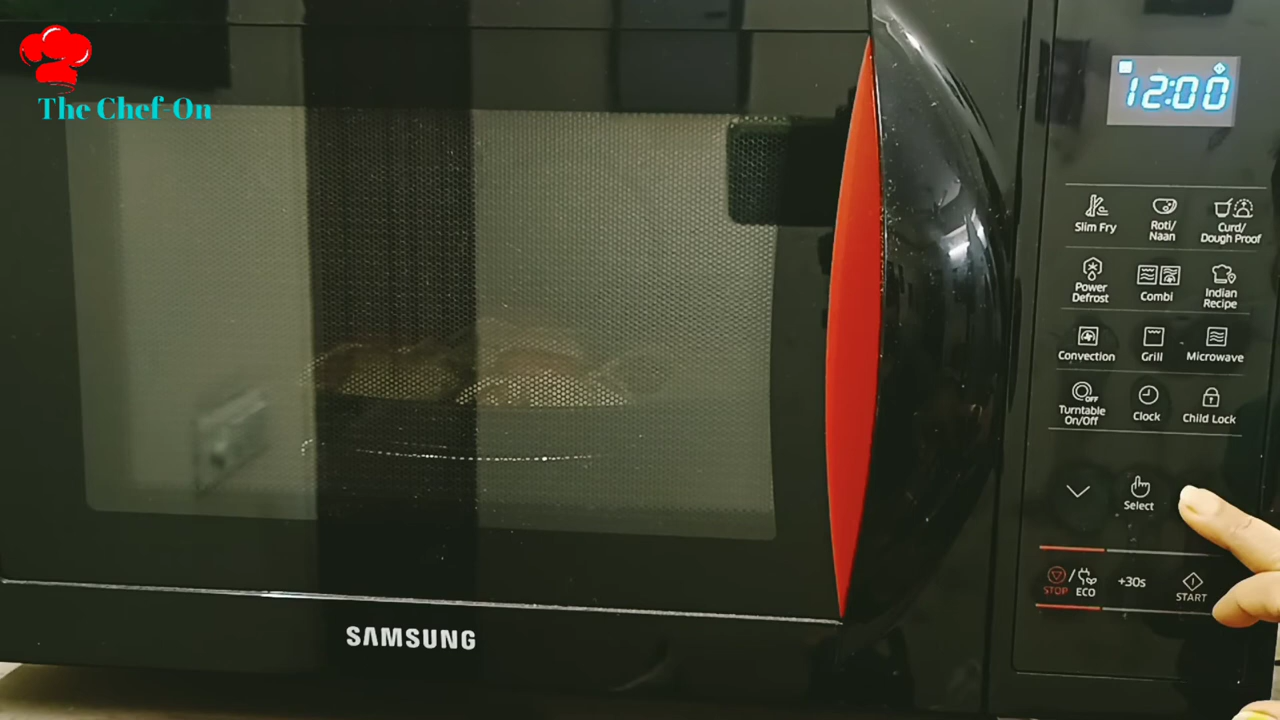 The Chef-On
12:00
Slim Fry
Roti/
Naan
Curd/
Dough Proof
Power
Defrost
Combi
Indian
Recipe
Convection
Grill
Microwave
OFF
Turntable
On/Off
Clock
Child Lock
Select
STOP / ECO
+30s
START
SAMSUNG